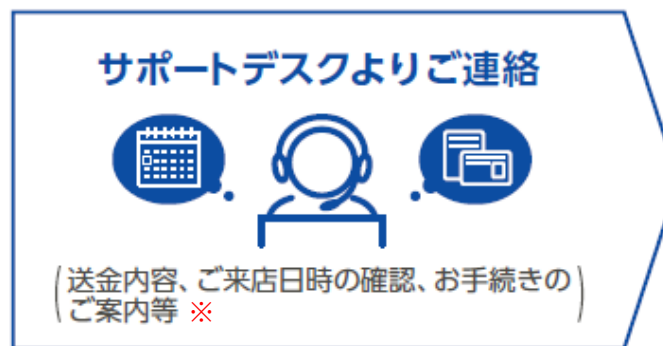 サポートデスクよりご連絡
(送金内容、ご来店日時の確認、お手続きの
ご案内等 ※)